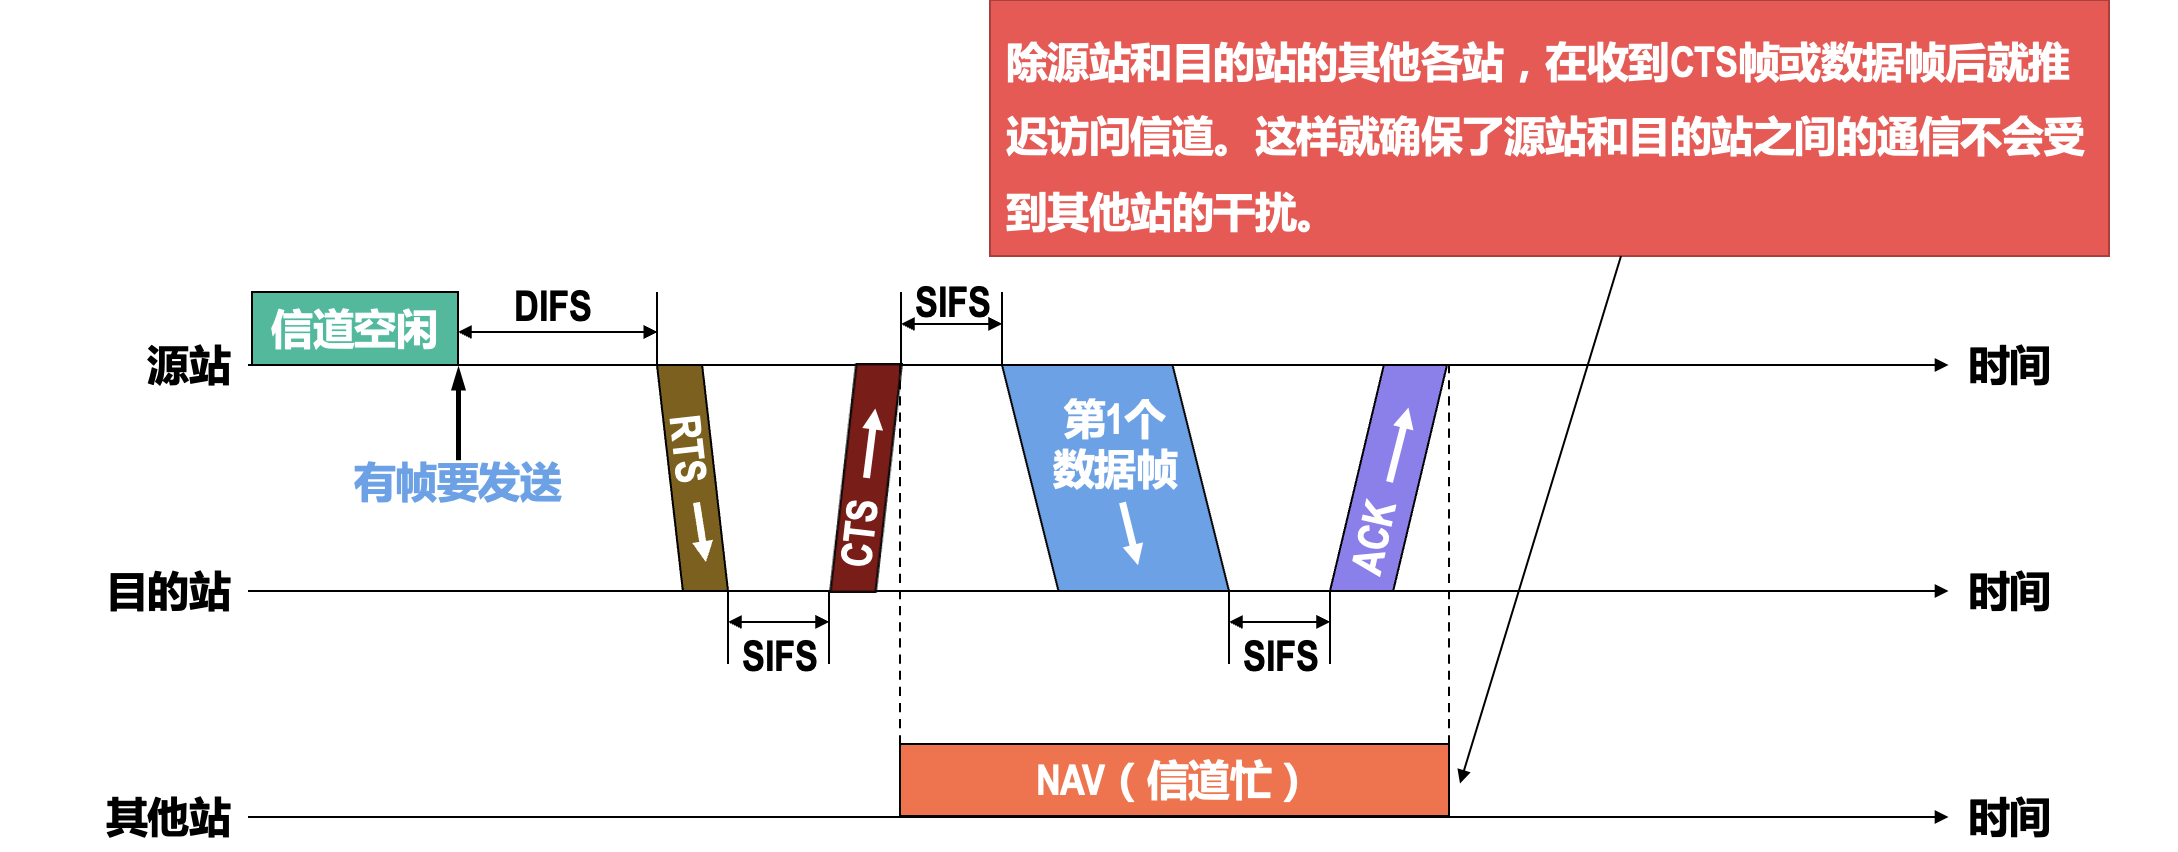 除源站和目的站的其他各站，在收到CTS帧或数据帧后就推
迟访问信道。这样就确保了源站和目的站之间的通信不会受
到其他站的干扰。
信道空闲
DIFS
SIFS
源站
时间
有帧要发送
RTS
CTS
第1个
数据帧
ACK
目的站
时间
SIFS
SIFS
NAV（信道忙）
其他站
时间